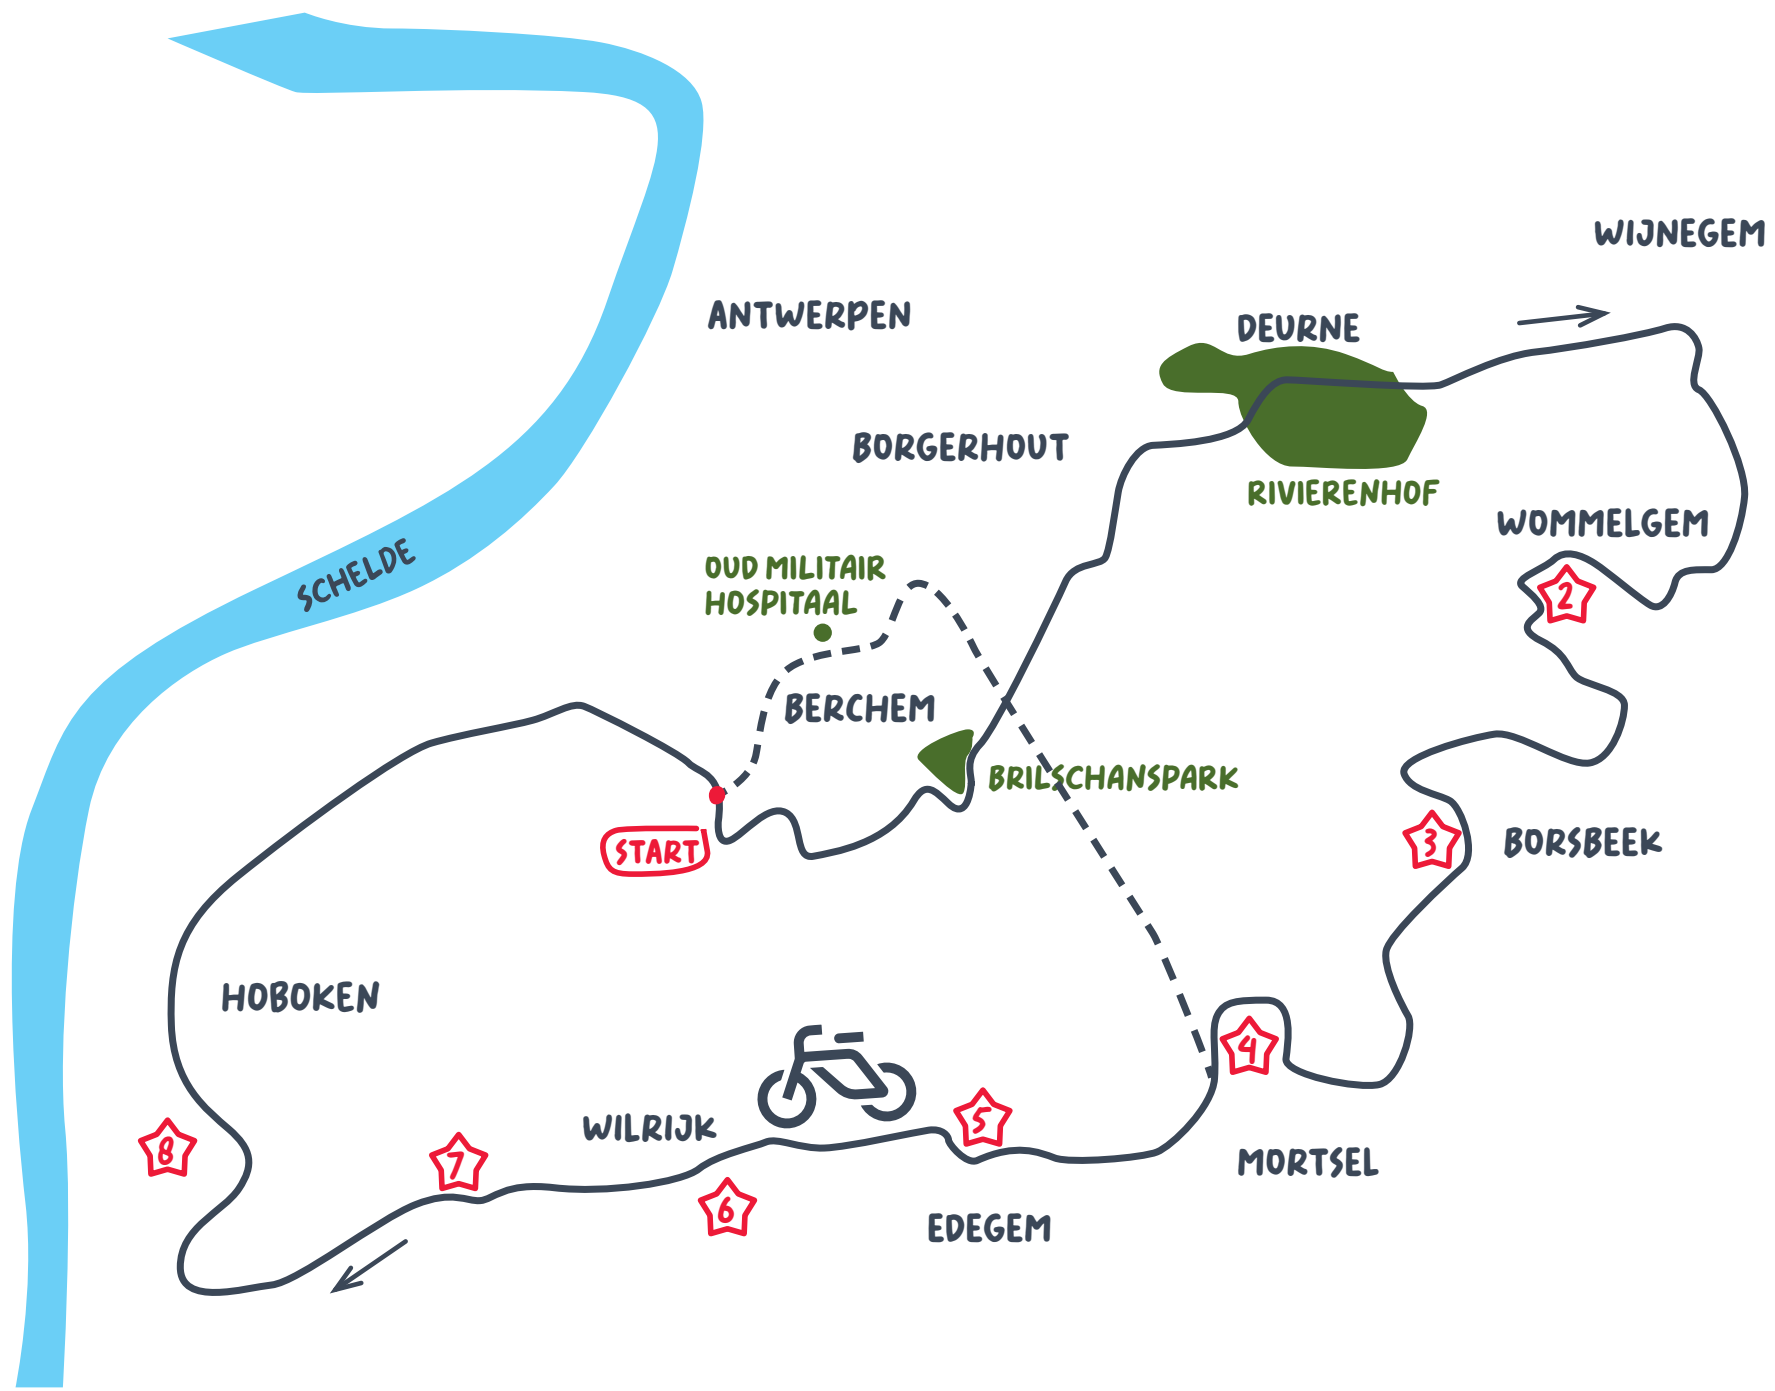 WIJNEGEM
ANTWERPEN
DEURNE
BORGERHOUT
RIVIERENHOF
WOMMELGEM
SCHELDE
OUD MILITAIR
HOSPITAAL
2
BERCHEM
BRILSCHANSPARK
START
3
BORSBEEK
HOBOKEN
4
5
WILRIJK
8
7
MORTSEL
6
EDEGEM